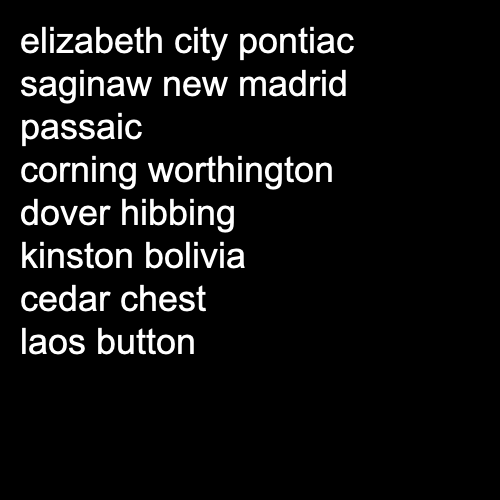 elizabeth city pontiac
saginaw new madrid
passaic
corning worthington
dover hibbing
kinston bolivia
cedar chest
laos button